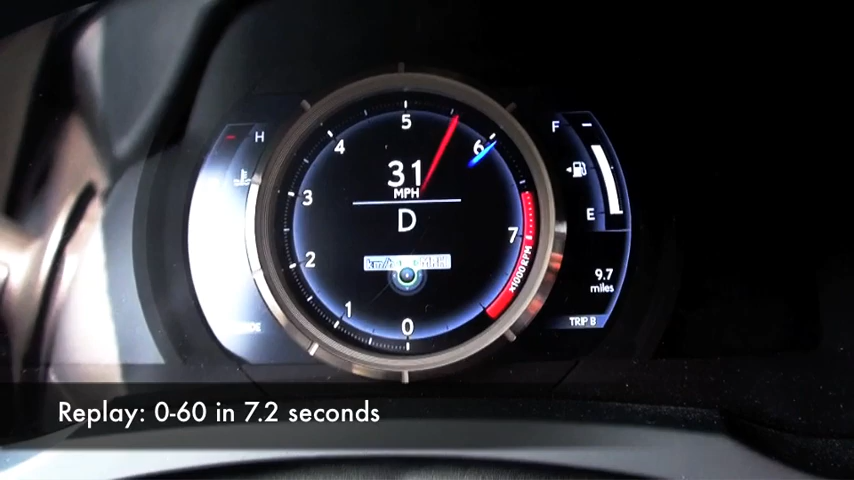 H
F
E
5
4
6
3
31
MPH
D
2
7
x1000RPM
1
0
9.7
miles
TRIP B
Replay: 0-60 in 7.2 seconds